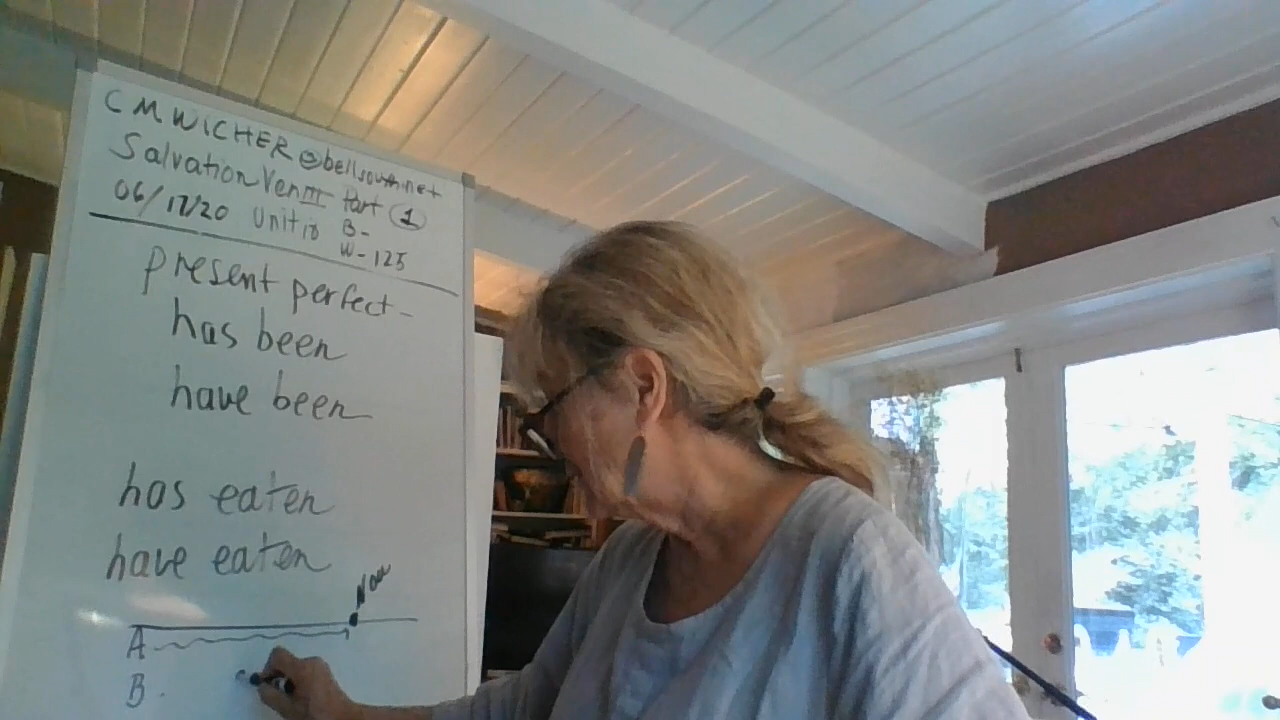 CMWICHER@bellsouth.net
Salvation Ven III Part 1
06/17/20 Unit 10 B-
W-125
present perfect-
has been
have been
has eaten
have eaten
Now
A
B.